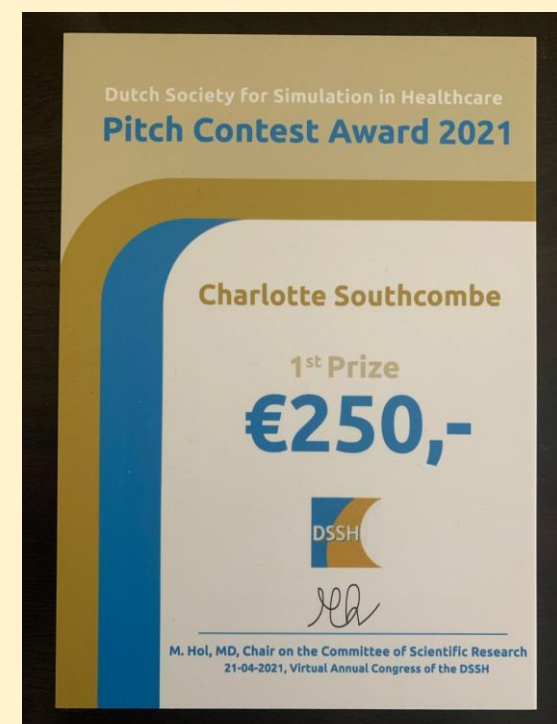 Dutch Society for Simulation in Healthcare
Pitch Contest Award 2021
Charlotte Southcombe
1st Prize
€250,-
DSSH
M. Hol, MD, Chair on the Committee of Scientific Research
21-04-2021, Virtual Annual Congress of the DSSH